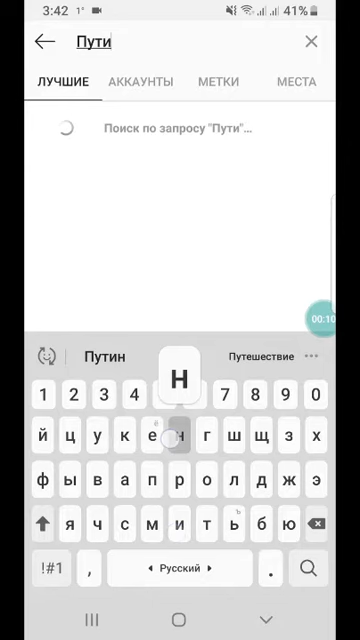 3:42 1° 41%
Пути
ЛУЧШИЕ АККАУНТЫ МЕТКИ МЕСТА
Поиск по запросу "Пути"...
00:10
Путин Путешествие ...
Н
1 2 3 4 7 8 9 0
й ц у к е н г ш щ з х
ё
ф ы в а п р о л д ж э
ъ
я ч с м и т ь б ю
!#1 , Русский .